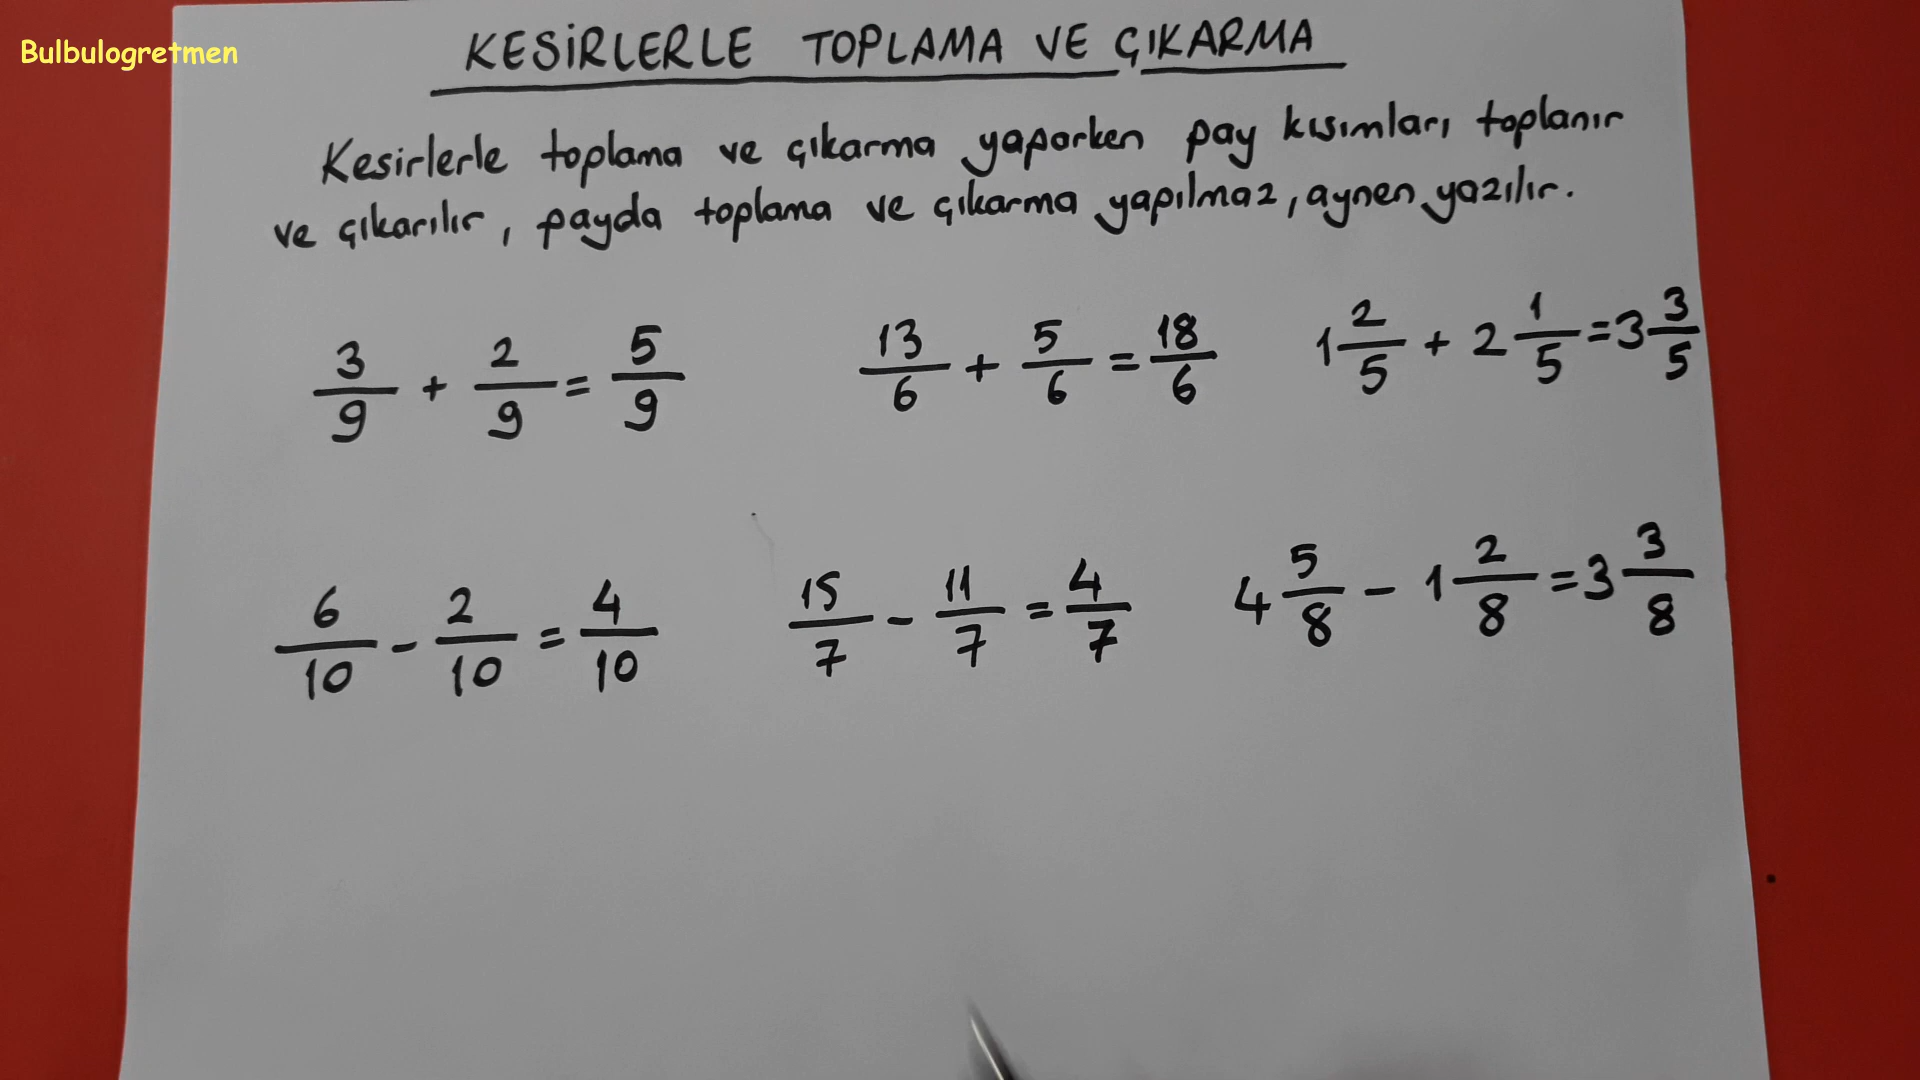 Bulbulogretmen
KESİRLERLE TOPLAMA VE ÇIKARMA
Kesirlerle toplama ve çıkarma yaparken pay kısımları toplanır
ve çıkarılır, payda toplama ve çıkarma yapılmaz, aynen yazılır.
3/9 + 2/9 = 5/9   13/6 + 5/6 = 18/6   1 2/5 + 2 1/5 = 3 3/5
6/10 - 2/10 = 4/10   15/7 - 11/7 = 4/7   4 5/8 - 1 2/8 = 3 3/8